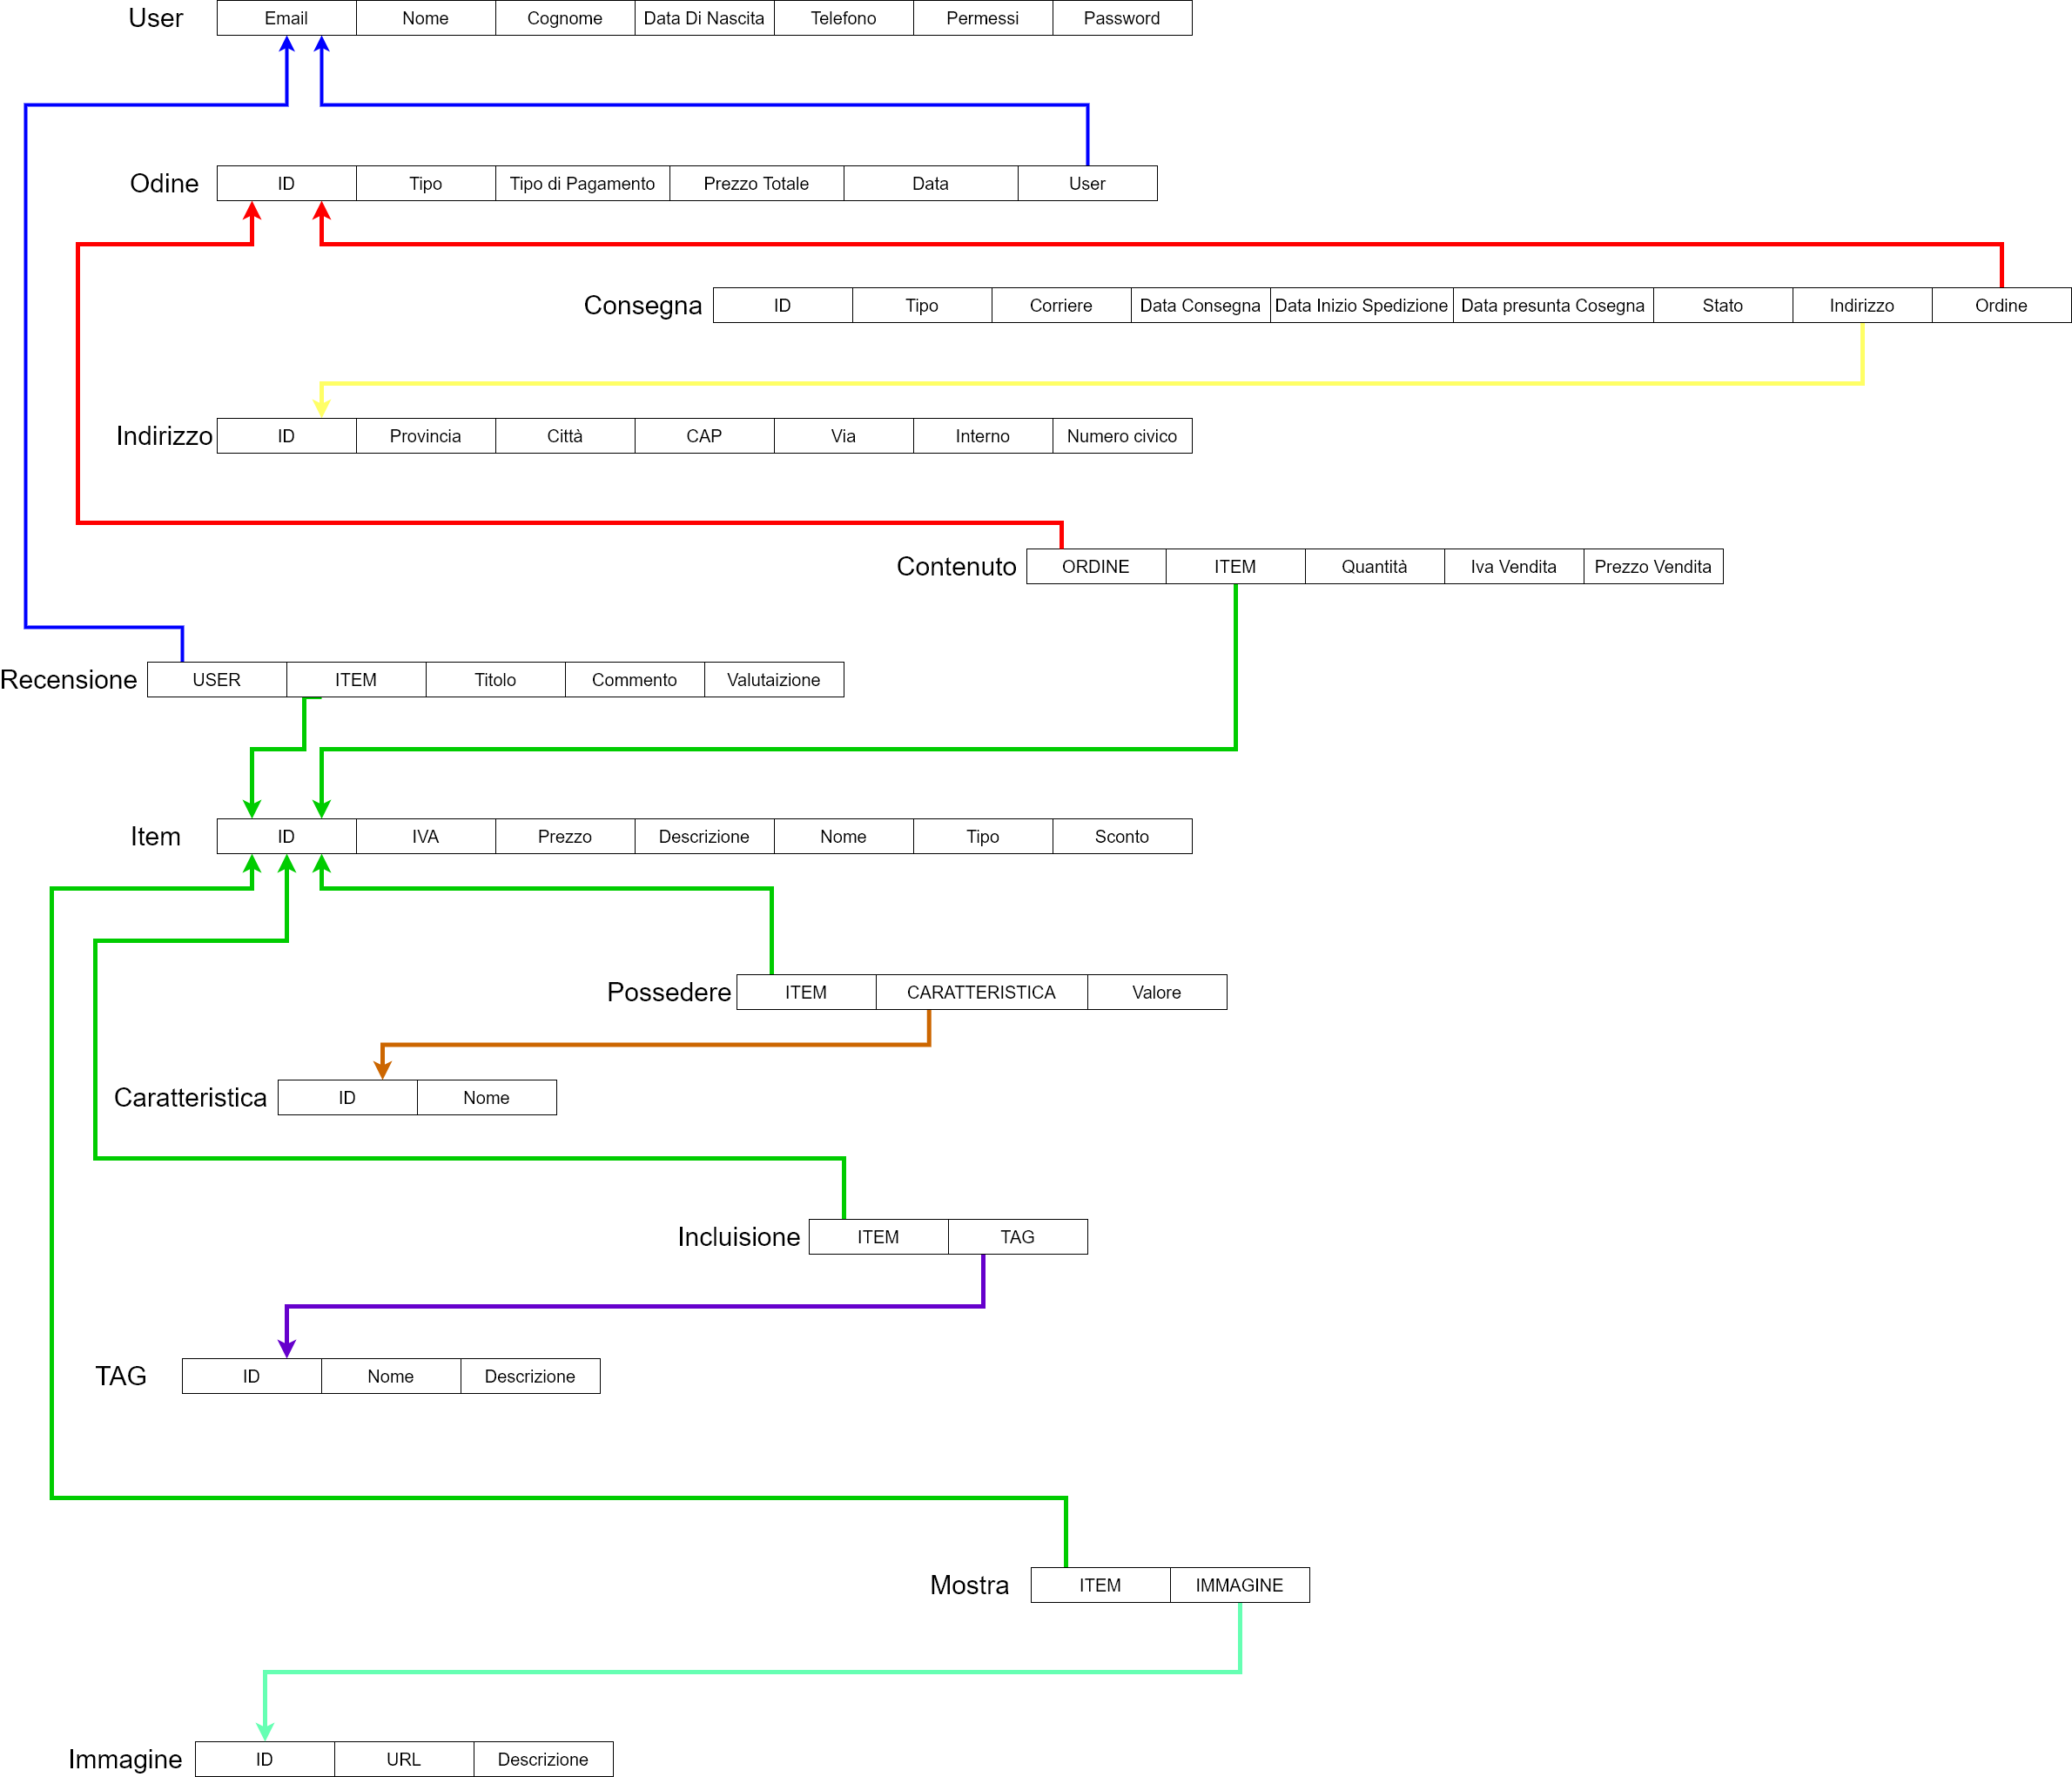 User Email Nome Cognome Data Di Nascita Telefono Permessi Password
Odine ID Tipo Tipo di Pagamento Prezzo Totale Data User
Consegna ID Tipo Corriere Data Consegna Data Inizio Spedizione Data presunta Cosegna Stato Indirizzo Ordine
Indirizzo ID Provincia Città CAP Via Interno Numero civico
Contenuto ORDINE ITEM Quantità Iva Vendita Prezzo Vendita
Recensione USER ITEM Titolo Commento Valutaizione
Item ID IVA Prezzo Descrizione Nome Tipo Sconto
Possedere ITEM CARATTERISTICA Valore
Caratteristica ID Nome
Incluisione ITEM TAG
TAG ID Nome Descrizione
Mostra ITEM IMMAGINE
Immagine ID URL Descrizione